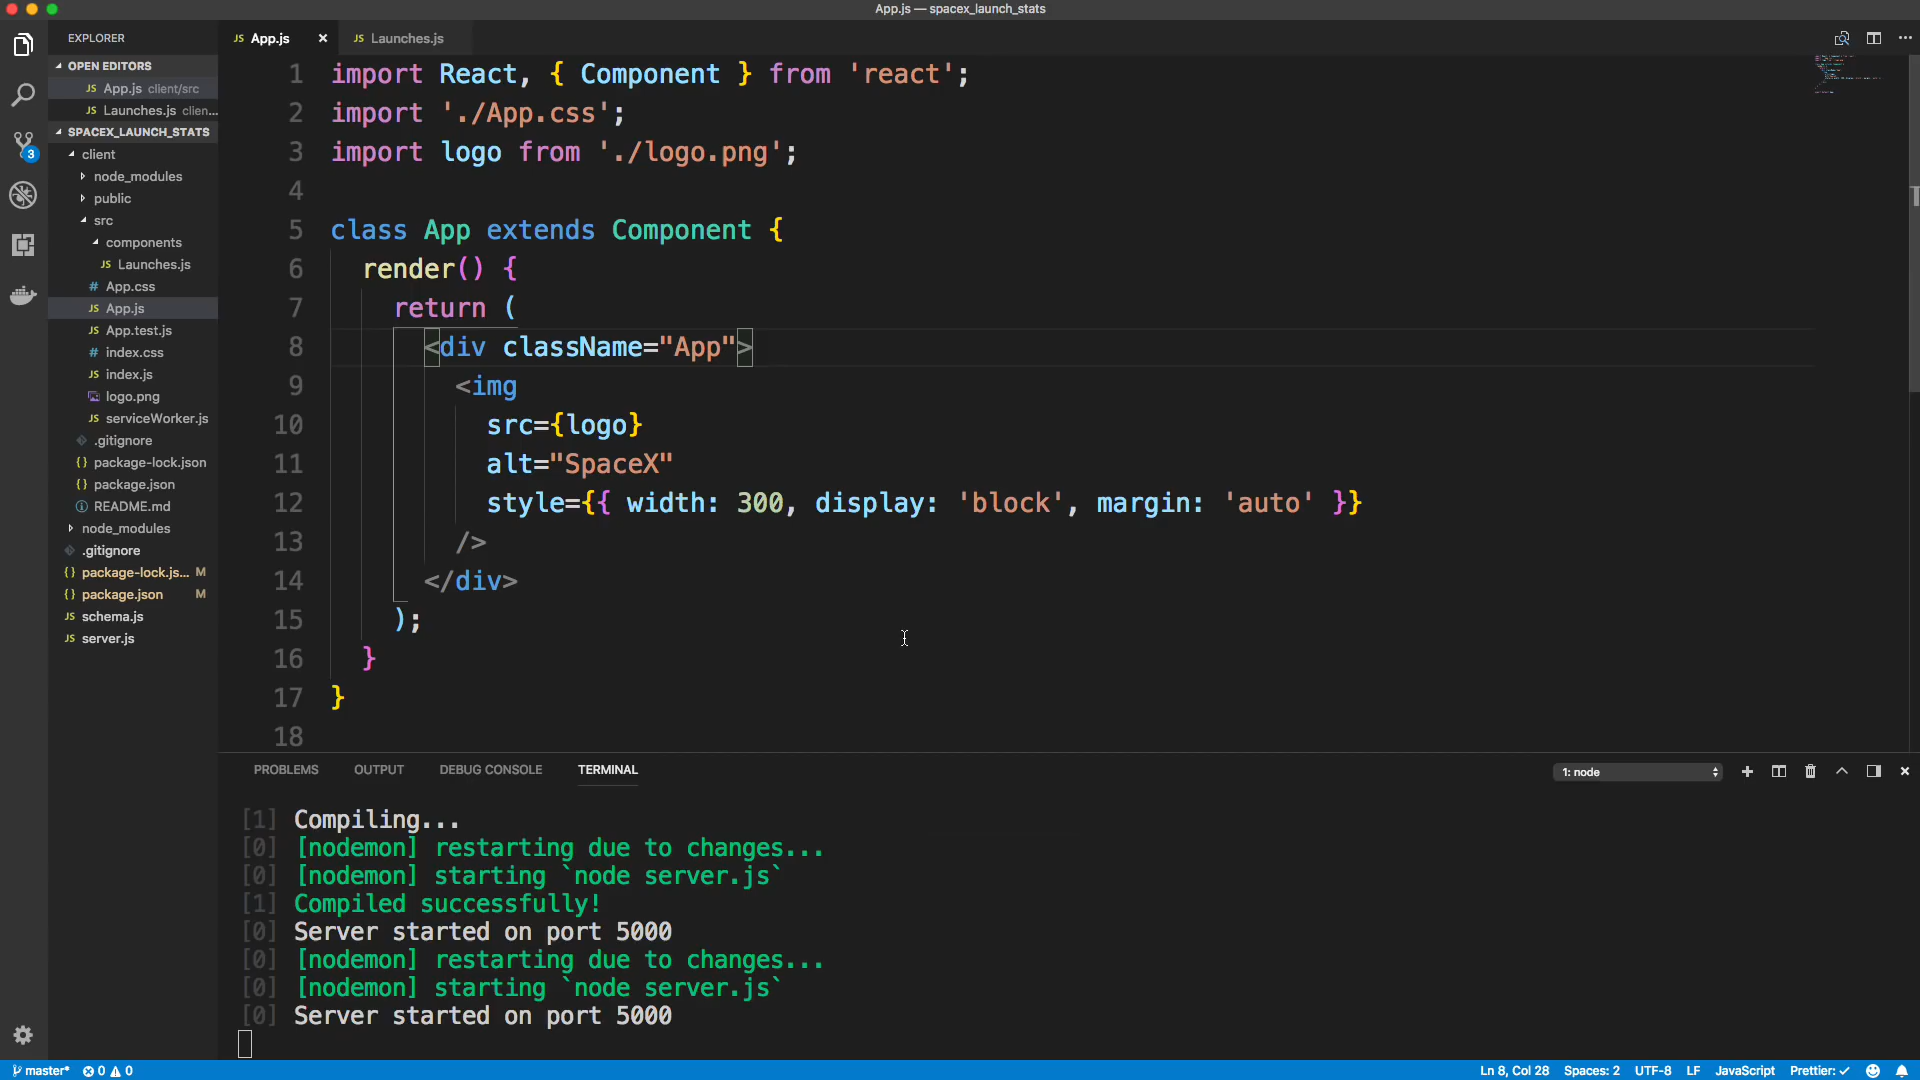 App.js — spacex_launch_stats
EXPLORER
OPEN EDITORS
JS App.js client/src
JS Launches.js clien...
SPACEX_LAUNCH_STATS
client
node_modules
public
src
components
JS Launches.js
# App.css
JS App.js
JS App.test.js
# index.css
JS index.js
logo.png
JS serviceWorker.js
.gitignore
{} package-lock.json
{} package.json
README.md
node_modules
.gitignore
{} package-lock.js... M
{} package.json M
JS schema.js
JS server.js
3
JS App.js
JS Launches.js
1 import React, { Component } from 'react';
2 import './App.css';
3 import logo from './logo.png';
4
5 class App extends Component {
6 render() {
7 return (
8 <div className="App">
9 <img
10 src={logo}
11 alt="SpaceX"
12 style={{ width: 300, display: 'block', margin: 'auto' }}
13 />
14 </div>
15 );
16 }
17 }
18
PROBLEMS OUTPUT DEBUG CONSOLE TERMINAL 1: node
[1] Compiling...
[0] [nodemon] restarting due to changes...
[0] [nodemon] starting `node server.js`
[1] Compiled successfully!
[0] Server started on port 5000
[0] [nodemon] restarting due to changes...
[0] [nodemon] starting `node server.js`
[0] Server started on port 5000
master* 0 0 Ln 8, Col 28 Spaces: 2 UTF-8 LF JavaScript Prettier: ✓